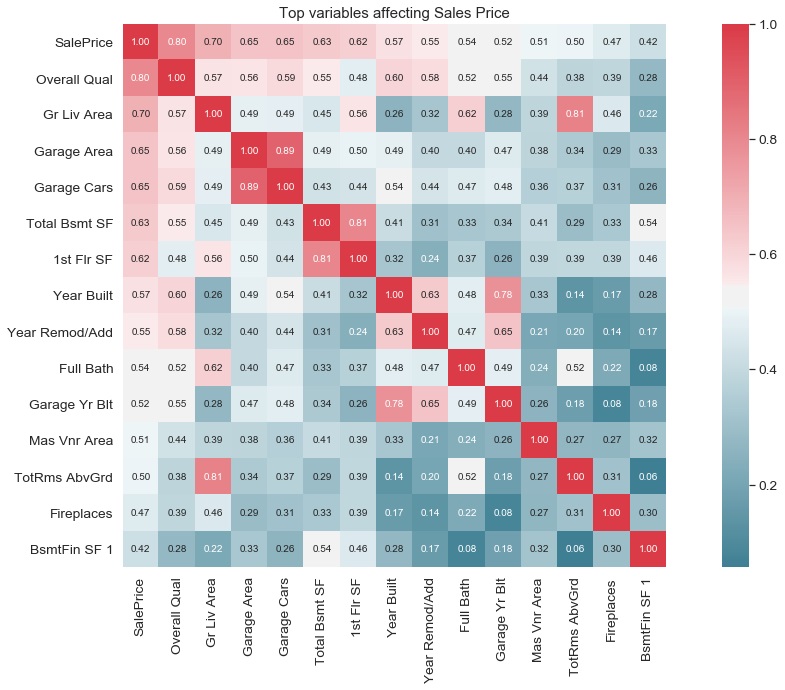 Top variables affecting Sales Price
SalePrice 1.00 0.80 0.70 0.65 0.65 0.63 0.62 0.57 0.55 0.54 0.52 0.51 0.50 0.47 0.42
Overall Qual 0.80 1.00 0.57 0.56 0.59 0.55 0.48 0.60 0.58 0.52 0.55 0.44 0.38 0.39 0.28
Gr Liv Area 0.70 0.57 1.00 0.49 0.49 0.45 0.56 0.26 0.32 0.62 0.28 0.39 0.81 0.46 0.22
Garage Area 0.65 0.56 0.49 1.00 0.89 0.49 0.50 0.49 0.40 0.40 0.47 0.38 0.34 0.29 0.33
Garage Cars 0.65 0.59 0.49 0.89 1.00 0.43 0.44 0.54 0.44 0.47 0.48 0.36 0.37 0.31 0.26
Total Bsmt SF 0.63 0.55 0.45 0.49 0.43 1.00 0.81 0.41 0.31 0.33 0.34 0.41 0.29 0.33 0.54
1st Flr SF 0.62 0.48 0.56 0.50 0.44 0.81 1.00 0.32 0.24 0.37 0.26 0.39 0.39 0.39 0.46
Year Built 0.57 0.60 0.26 0.49 0.54 0.41 0.32 1.00 0.63 0.48 0.78 0.33 0.14 0.17 0.28
Year Remod/Add 0.55 0.58 0.32 0.40 0.44 0.31 0.24 0.63 1.00 0.47 0.65 0.21 0.20 0.14 0.17
Full Bath 0.54 0.52 0.62 0.40 0.47 0.33 0.37 0.48 0.47 1.00 0.49 0.24 0.52 0.22 0.08
Garage Yr Blt 0.52 0.55 0.28 0.47 0.48 0.34 0.26 0.78 0.65 0.49 1.00 0.26 0.18 0.08 0.18
Mas Vnr Area 0.51 0.44 0.39 0.38 0.36 0.41 0.39 0.33 0.21 0.24 0.26 1.00 0.27 0.27 0.32
TotRms AbvGrd 0.50 0.38 0.81 0.34 0.37 0.29 0.39 0.14 0.20 0.52 0.18 0.27 1.00 0.31 0.06
Fireplaces 0.47 0.39 0.46 0.29 0.31 0.33 0.39 0.17 0.14 0.22 0.08 0.27 0.31 1.00 0.30
BsmtFin SF 1 0.42 0.28 0.22 0.33 0.26 0.54 0.46 0.28 0.17 0.08 0.18 0.32 0.06 0.30 1.00
SalePrice
Overall Qual
Gr Liv Area
Garage Area
Garage Cars
Total Bsmt SF
1st Flr SF
Year Built
Year Remod/Add
Full Bath
Garage Yr Blt
Mas Vnr Area
TotRms AbvGrd
Fireplaces
BsmtFin SF 1
1.0
0.8
0.6
0.4
0.2